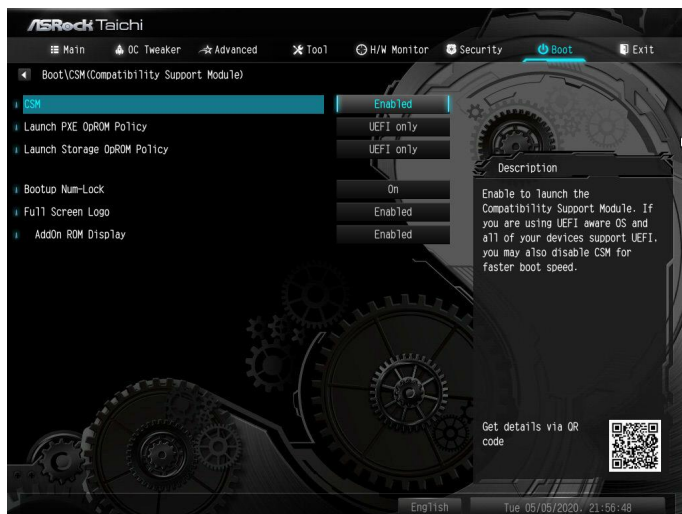 ASRock Taichi
Main OC Tweaker Advanced Tool H/W Monitor Security Boot Exit
Boot\CSM(Compatibility Support Module)
CSM Enabled
Launch PXE OpROM Policy UEFI only
Launch Storage OpROM Policy UEFI only
Bootup Num-Lock On
Full Screen Logo Enabled
AddOn ROM Display Enabled
Description
Enable to launch the
Compatibility Support Module. If
you are using UEFI aware OS and
all of your devices support UEFI,
you may also disable CSM for
faster boot speed.
Get details via QR
code
English
Tue 05/05/2020. 21:56:48